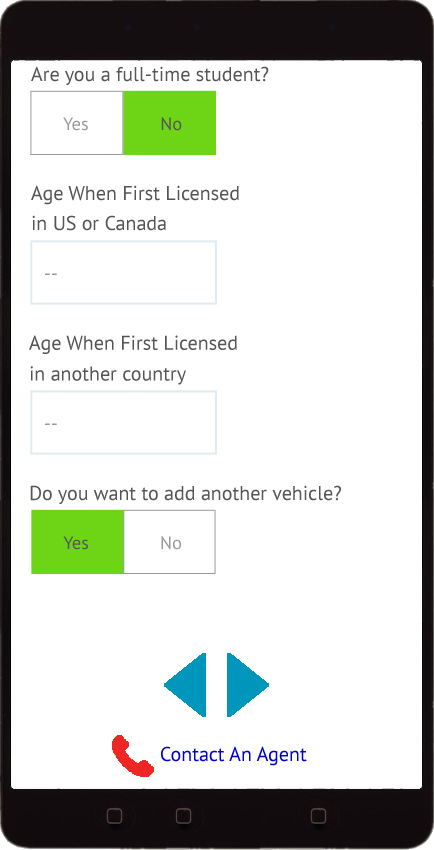 Are you a full-time student?
Yes No
Age When First Licensed
in US or Canada
--
Age When First Licensed
in another country
--
Do you want to add another vehicle?
Yes No
Contact An Agent